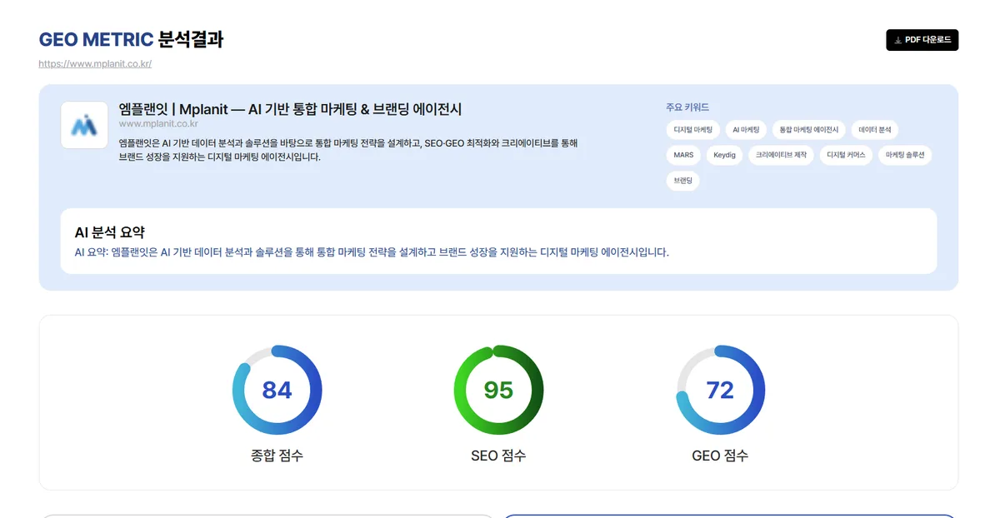 GEO METRIC 분석결과
PDF 다운로드
https://www.mplanit.co.kr/
엠플랜잇 | Mplanit — AI 기반 통합 마케팅 & 브랜딩 에이전시
www.mplanit.co.kr
엠플랜잇은 AI 기반 데이터 분석과 솔루션을 바탕으로 통합 마케팅 전략을 설계하고, SEO·GEO 최적화와 크리에이티브를 통해
브랜드 성장을 지원하는 디지털 마케팅 에이전시입니다.
주요 키워드
디지털 마케팅 AI 마케팅 통합 마케팅 에이전시 데이터 분석
MARS Keydig 크리에이티브 제작 디지털 커머스 마케팅 솔루션
브랜딩
AI 분석 요약
AI 요약: 엠플랜잇은 AI 기반 데이터 분석과 솔루션을 통해 통합 마케팅 전략을 설계하고 브랜드 성장을 지원하는 디지털 마케팅 에이전시입니다.
84 95 72
종합 점수 SEO 점수 GEO 점수